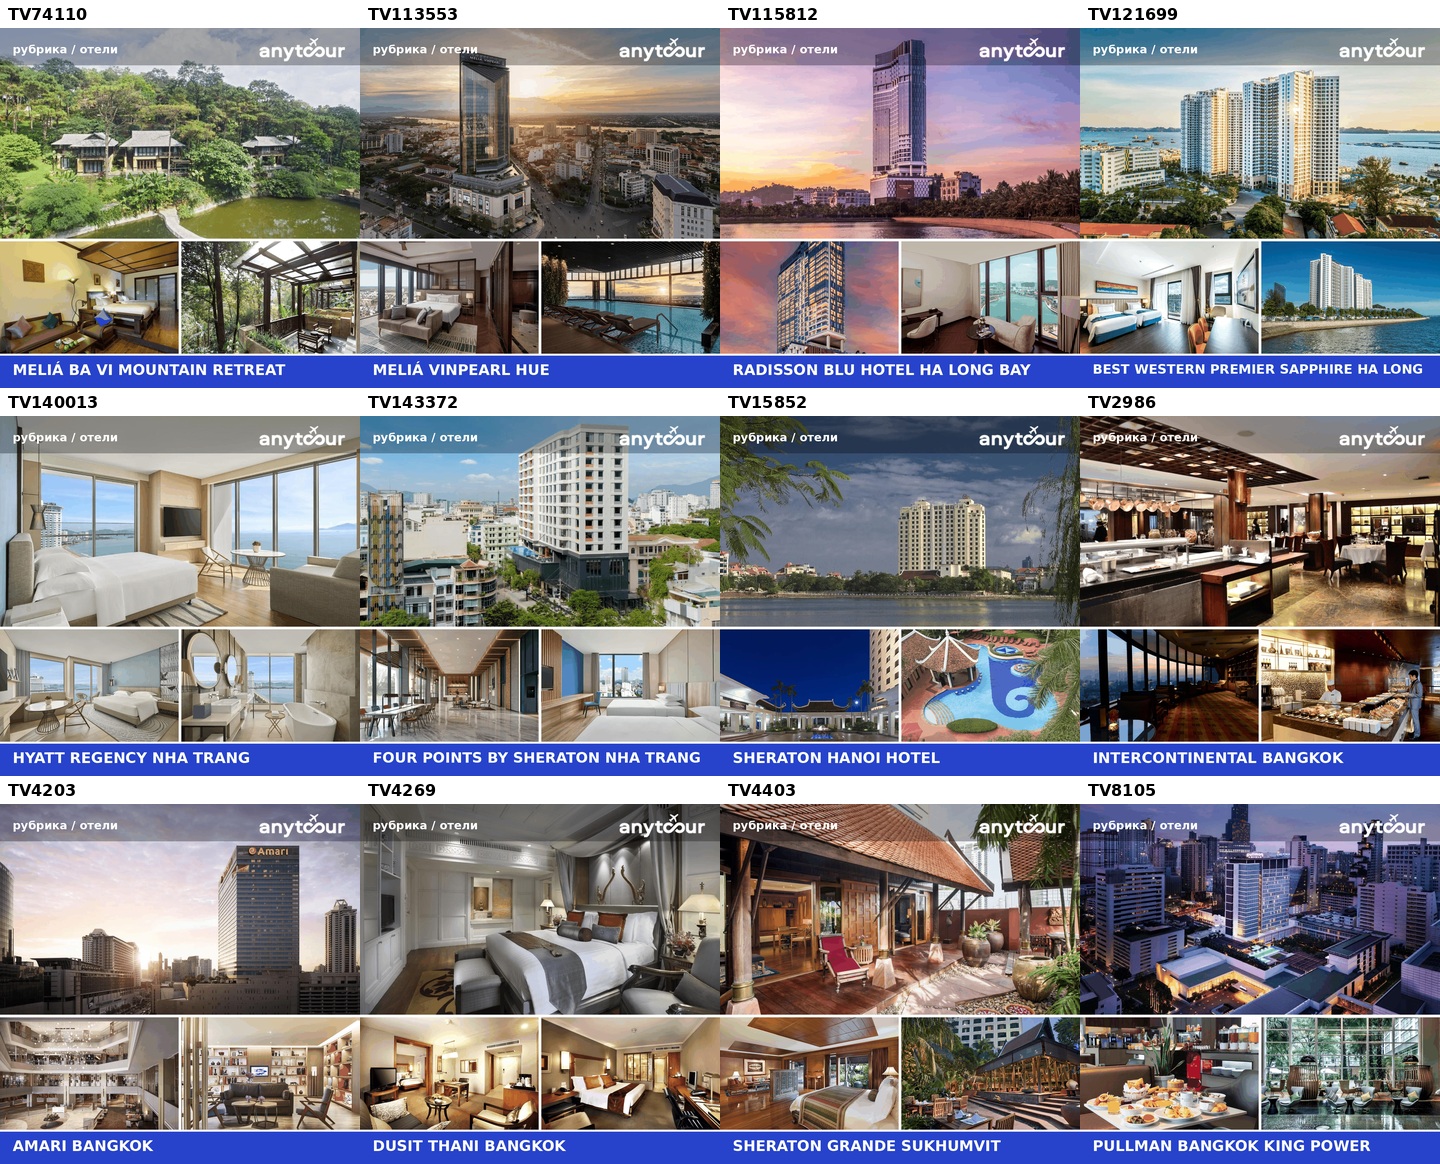 TV74110
TV113553
TV115812
TV121699
рубрика / отели
anytour
рубрика / отели
anytour
рубрика / отели
anytour
рубрика / отели
anytour
MELIÁ BA VI MOUNTAIN RETREAT
MELIÁ VINPEARL HUE
RADISSON BLU HOTEL HA LONG BAY
BEST WESTERN PREMIER SAPPHIRE HA LONG
TV140013
TV143372
TV15852
TV2986
рубрика / отели
anytour
рубрика / отели
anytour
рубрика / отели
anytour
рубрика / отели
anytour
HYATT REGENCY NHA TRANG
FOUR POINTS BY SHERATON NHA TRANG
SHERATON HANOI HOTEL
INTERCONTINENTAL BANGKOK
TV4203
TV4269
TV4403
TV8105
рубрика / отели
anytour
рубрика / отели
anytour
рубрика / отели
anytour
рубрика / отели
anytour
Amari
AMARI BANGKOK
DUSIT THANI BANGKOK
SHERATON GRANDE SUKHUMVIT
PULLMAN BANGKOK KING POWER